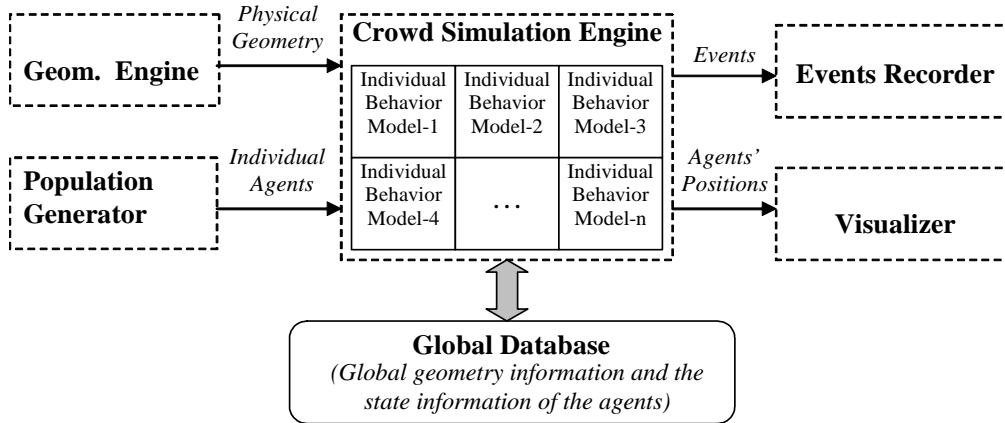 Physical
Geometry
Geom. Engine
Crowd Simulation Engine
Individual
Behavior
Model-1
Individual
Behavior
Model-2
Individual
Behavior
Model-3
Events
Events Recorder
Population
Generator
Individual
Agents
Individual
Behavior
Model-4
…
Individual
Behavior
Model-n
Agents’
Positions
Visualizer
Global Database
(Global geometry information and the
state information of the agents)